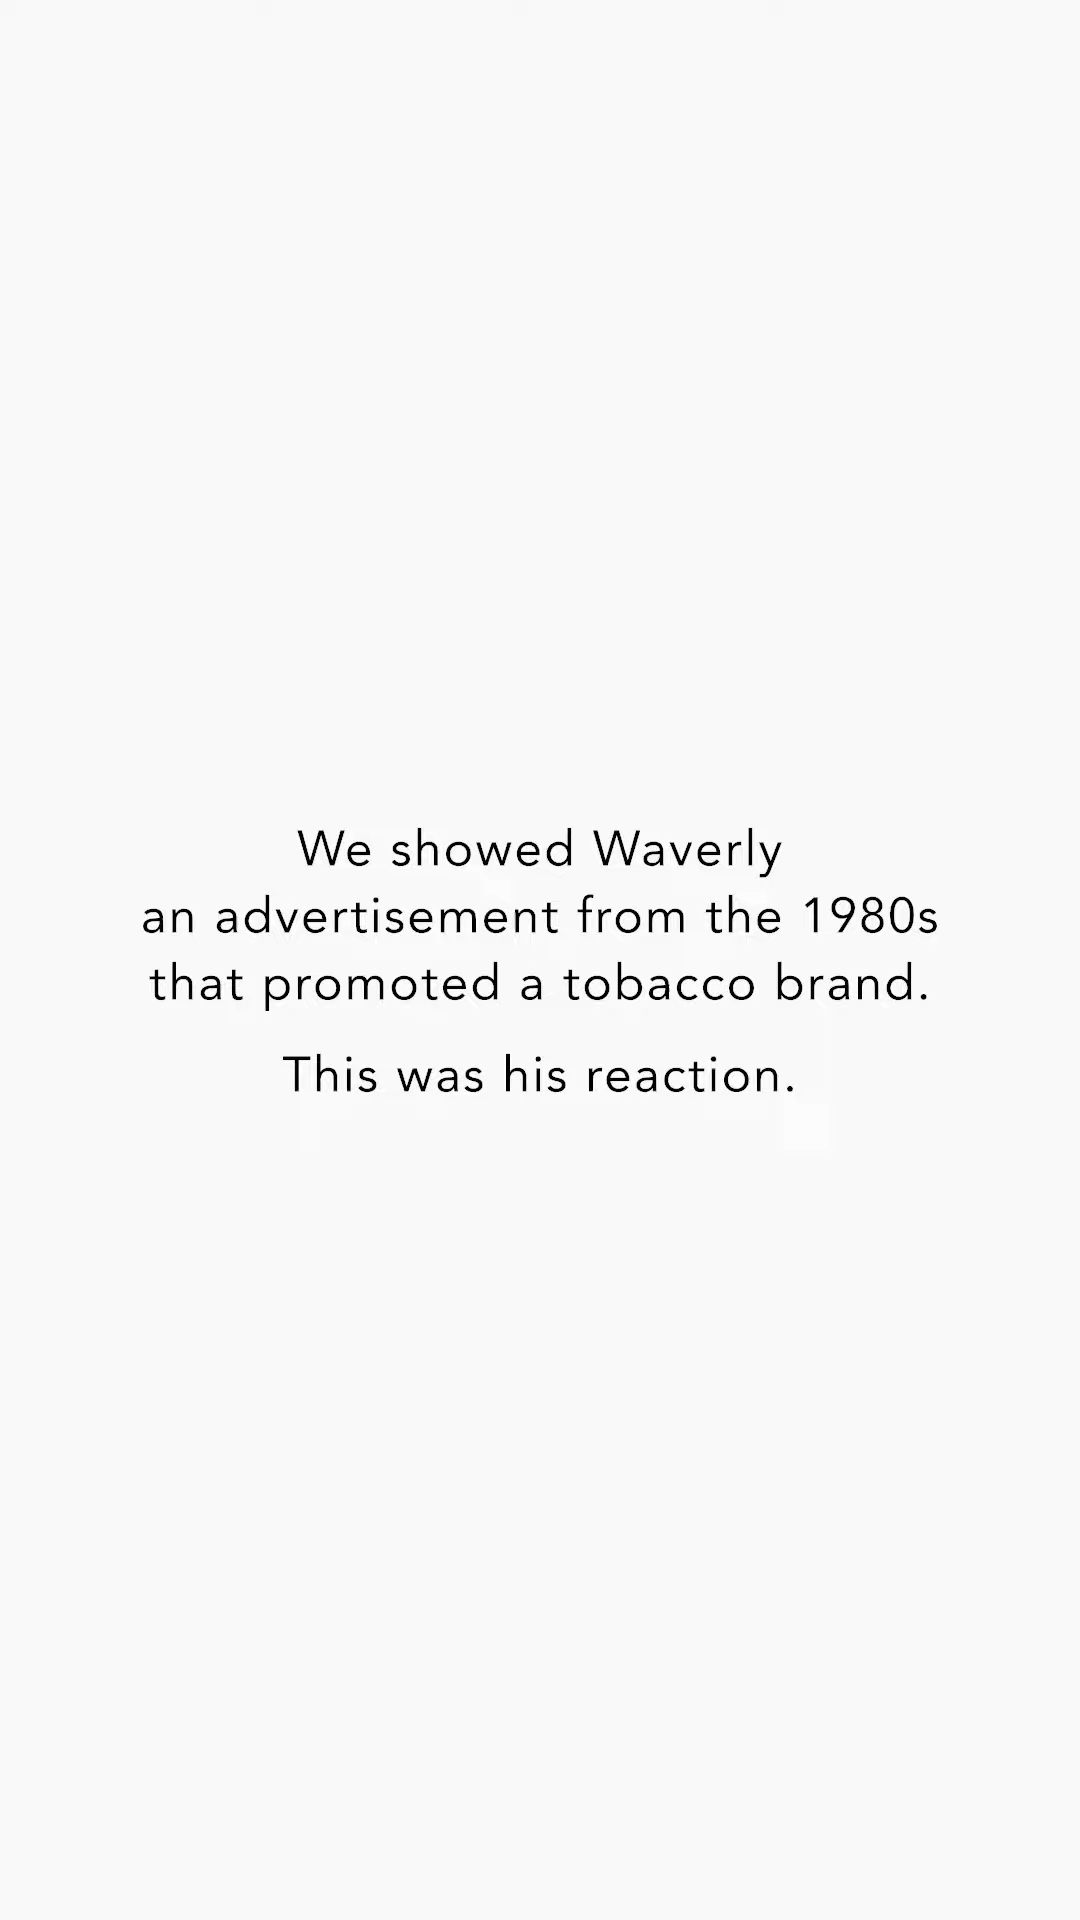 We showed Waverly
an advertisement from the 1980s
that promoted a tobacco brand.
This was his reaction.